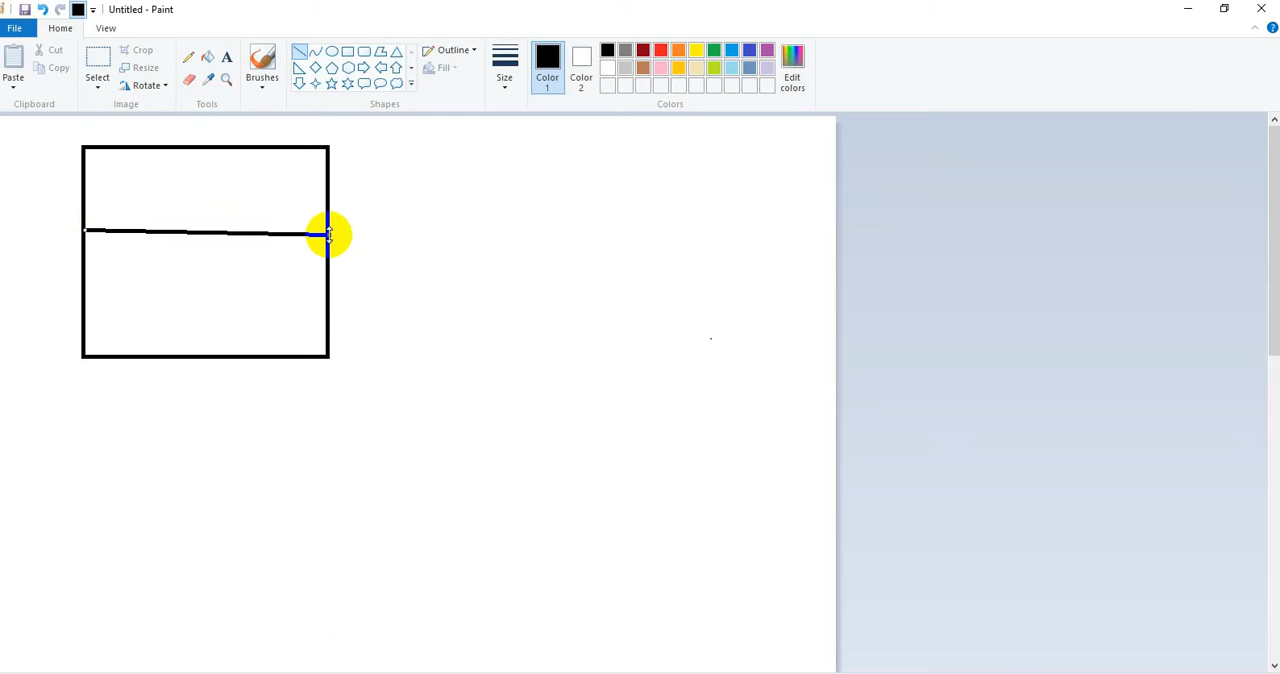 Untitled - Paint
File Home View
Cut
Copy
Paste
Clipboard
Select
Crop
Resize
Rotate
Image
A
Tools
Brushes
Outline
Fill
Shapes
Size
Color 1
Color 2
Edit colors
Colors